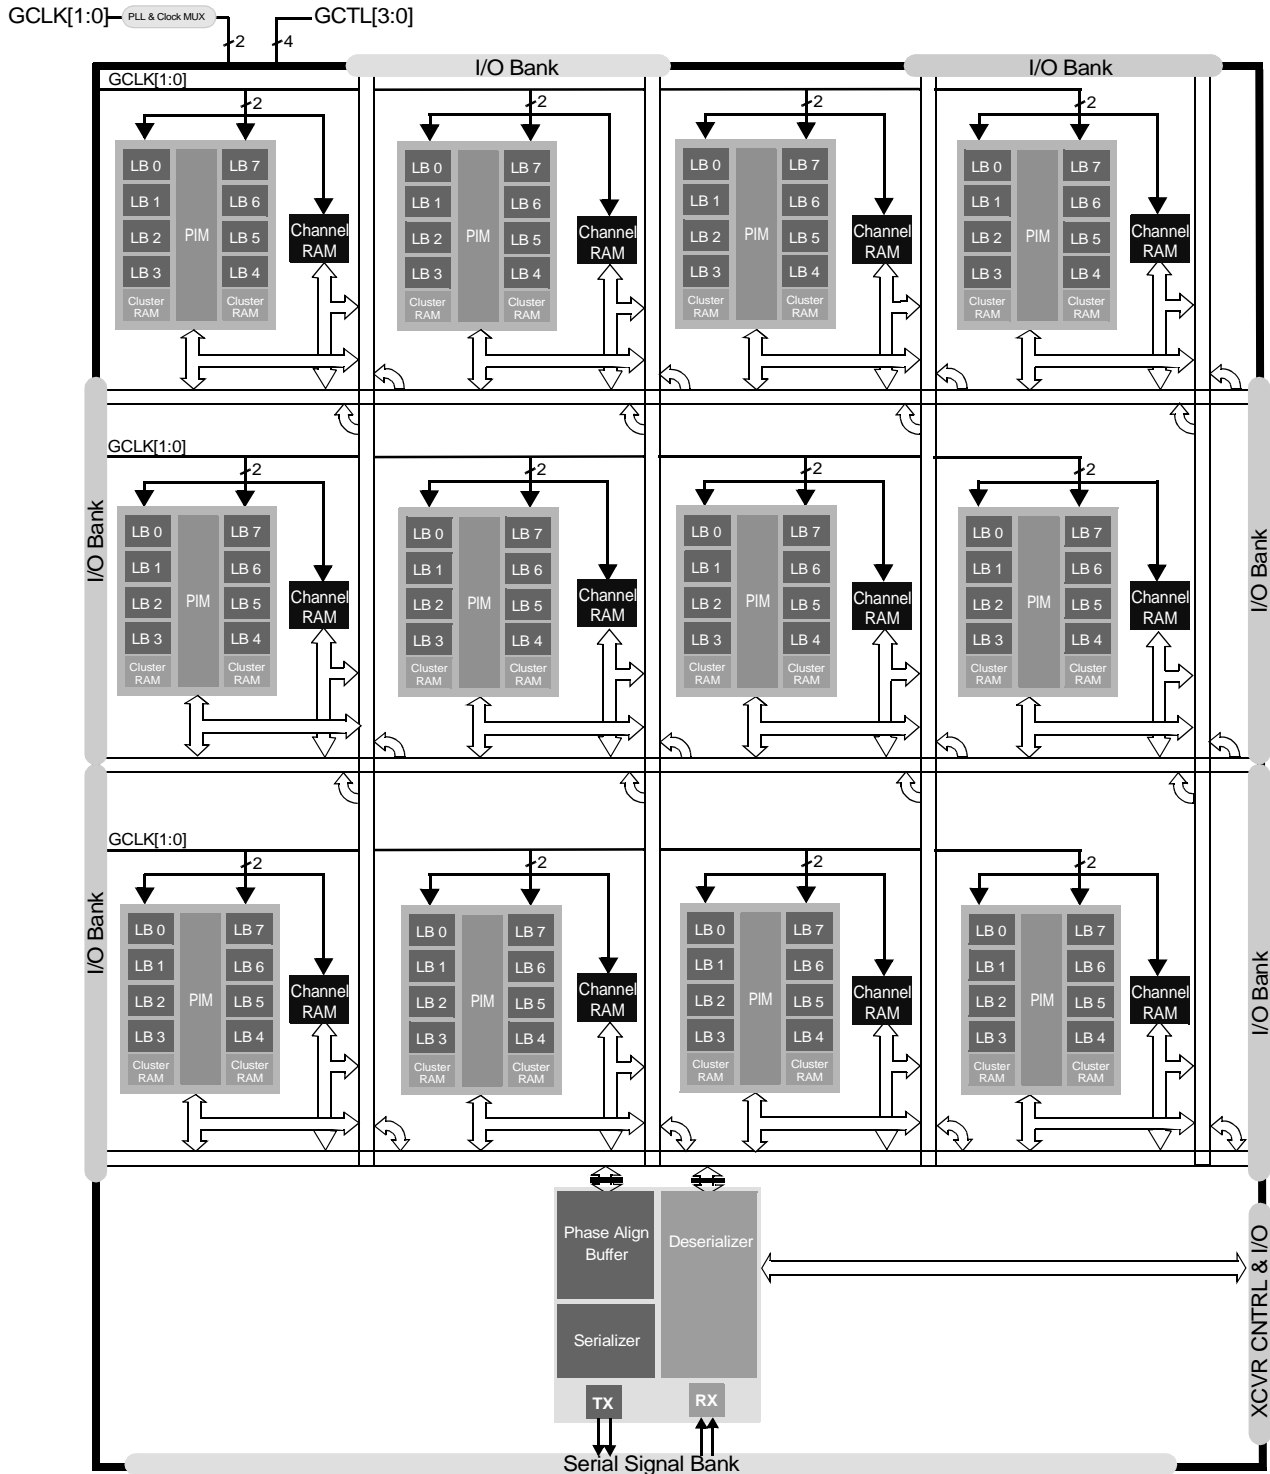 GCLK[1:0] PLL & Clock MUX GCTL[3:0]
2 4
I/O Bank I/O Bank
GCLK[1:0]
2 2 2 2
LB 0 LB 7 LB 0 LB 7 LB 0 LB 7 LB 0 LB 7
LB 1 LB 6 LB 1 LB 6 LB 1 LB 6 LB 1 LB 6
LB 2 PIM LB 5 LB 2 PIM LB 5 LB 2 PIM LB 5 LB 2 PIM LB 5
Channel RAM Channel RAM Channel RAM Channel RAM
LB 3 LB 4 LB 3 LB 4 LB 3 LB 4 LB 3 LB 4
Cluster RAM Cluster RAM Cluster RAM Cluster RAM Cluster RAM Cluster RAM Cluster RAM Cluster RAM
I/O Bank
GCLK[1:0]
2 2 2 2
LB 0 LB 7 LB 0 LB 7 LB 0 LB 7 LB 0 LB 7
LB 1 LB 6 LB 1 LB 6 LB 1 LB 6 LB 1 LB 6
LB 2 PIM LB 5 LB 2 PIM LB 5 LB 2 PIM LB 5 LB 2 PIM LB 5
Channel RAM Channel RAM Channel RAM Channel RAM
LB 3 LB 4 LB 3 LB 4 LB 3 LB 4 LB 3 LB 4
Cluster RAM Cluster RAM Cluster RAM Cluster RAM Cluster RAM Cluster RAM Cluster RAM Cluster RAM
I/O Bank
I/O Bank
GCLK[1:0]
2 2 2 2
LB 0 LB 7 LB 0 LB 7 LB 0 LB 7 LB 0 LB 7
LB 1 LB 6 LB 1 LB 6 LB 1 LB 6 LB 1 LB 6
LB 2 PIM LB 5 LB 2 PIM LB 5 LB 2 PIM LB 5 LB 2 PIM LB 5
Channel RAM Channel RAM Channel RAM Channel RAM
LB 3 LB 4 LB 3 LB 4 LB 3 LB 4 LB 3 LB 4
Cluster RAM Cluster RAM Cluster RAM Cluster RAM Cluster RAM Cluster RAM Cluster RAM Cluster RAM
I/O Bank
Phase Align
Buffer
Deserializer
Serializer
TX RX
XCVR CNTRL & I/O
Serial Signal Bank